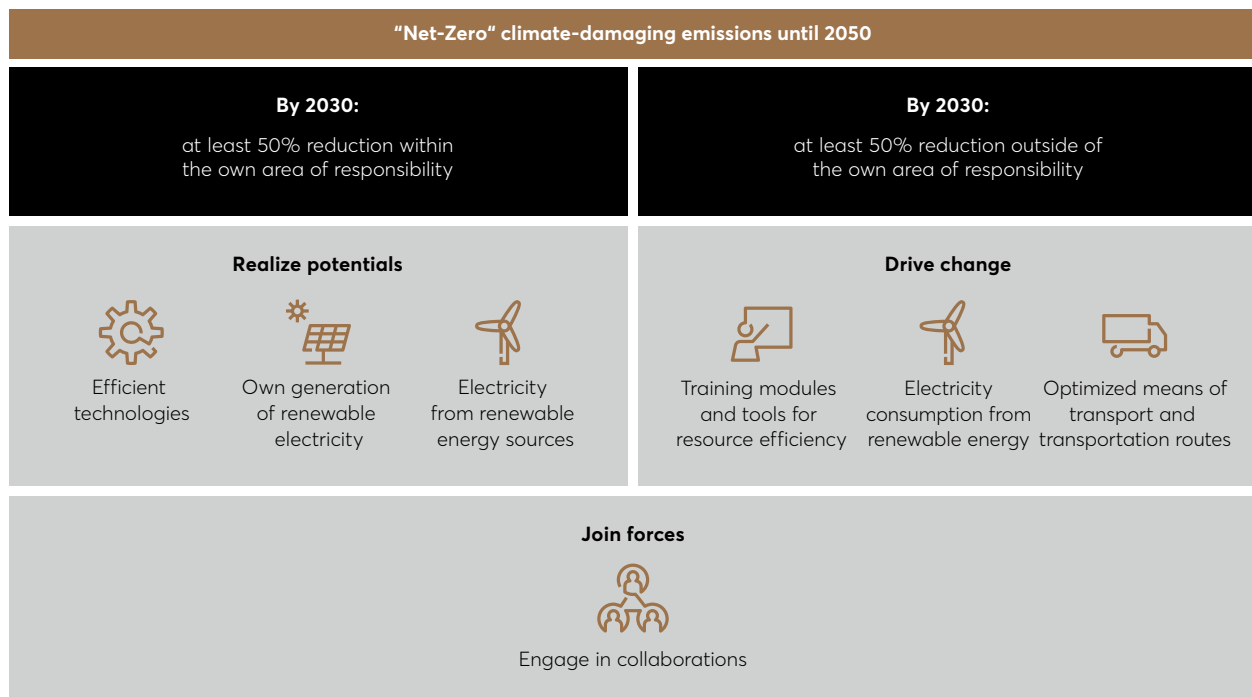 "Net-Zero" climate-damaging emissions until 2050
By 2030:
at least 50% reduction within
the own area of responsibility
By 2030:
at least 50% reduction outside of
the own area of responsibility
Realize potentials
Efficient
technologies
Own generation
of renewable
electricity
Electricity
from renewable
energy sources
Drive change
Training modules
and tools for
resource efficiency
Electricity
consumption from
renewable energy
Optimized means of
transport and
transportation routes
Join forces
Engage in collaborations